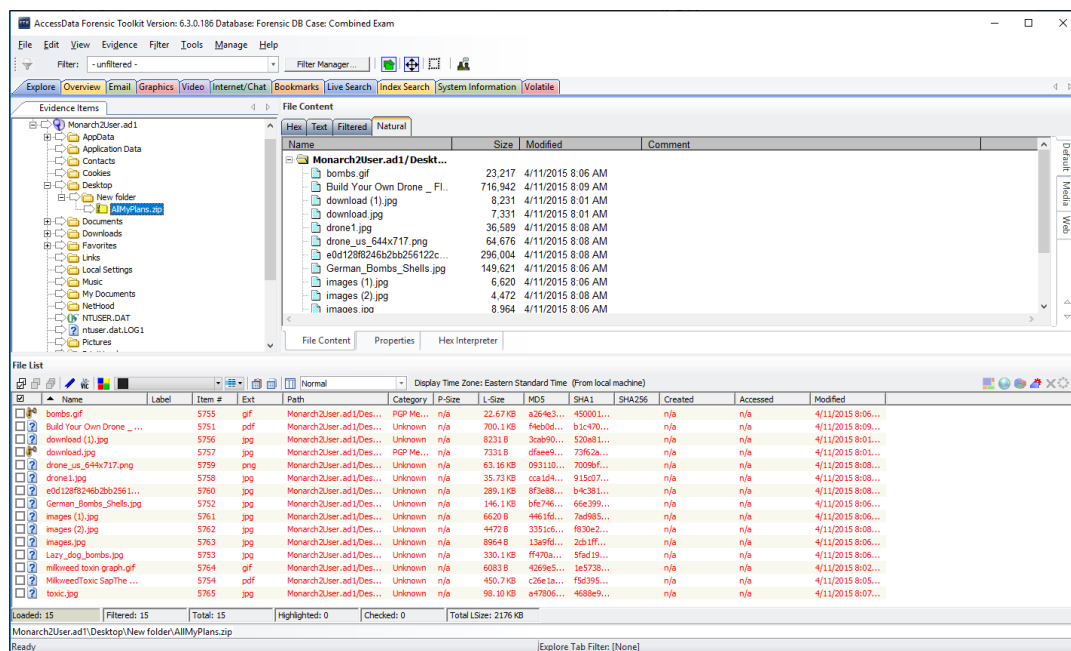 AccessData Forensic Toolkit Version: 6.3.0.186 Database: Forensic DB Case: Combined Exam
File Edit View Evidence Filter Tools Manage Help
Filter: - unfiltered - Filter Manager...
Explore Overview Email Graphics Video Internet/Chat Bookmarks Live Search Index Search System Information Volatile
Evidence Items
Monarch2User.ad1
AppData
Application Data
Contacts
Cookies
Desktop
New folder
AllMyPlans.zip
Documents
Downloads
Favorites
Links
Local Settings
Music
My Documents
NetHood
NTUSER.DAT
ntuser.dat.LOG1
Pictures
File Content
Hex Text Filtered Natural
Name Size Modified Comment
Monarch2User.ad1/Deskt...
bombs.gif 23,217 4/11/2015 8:06 AM
Build Your Own Drone _ Fl.. 716,942 4/11/2015 8:09 AM
download (1).jpg 8,231 4/11/2015 8:01 AM
download.jpg 7,331 4/11/2015 8:01 AM
drone1.jpg 36,589 4/11/2015 8:08 AM
drone_us_644x717.png 64,676 4/11/2015 8:08 AM
e0d128f8246b2bb256122c... 296,004 4/11/2015 8:08 AM
German_Bombs_Shells.jpg 149,621 4/11/2015 8:06 AM
images (1).jpg 6,620 4/11/2015 8:06 AM
images (2).jpg 4,472 4/11/2015 8:08 AM
images.jpg 8,964 4/11/2015 8:06 AM
Default
Media
Web
File Content Properties Hex Interpreter
File List
Normal Display Time Zone: Eastern Standard Time (From local machine)
Name Label Item # Ext Path Category P-Size L-Size MD5 SHA1 SHA256 Created Accessed Modified
bombs.gif 5755 gif Monarch2User.ad1/Des... PGP Me... n/a 22.67 KB a264e3... 450001... n/a n/a 4/11/2015 8:06...
Build Your Own Drone _ ... 5751 pdf Monarch2User.ad1/Des... Unknown n/a 700.1 KB f4eb0d... b1c470... n/a n/a 4/11/2015 8:09...
download (1).jpg 5756 jpg Monarch2User.ad1/Des... Unknown n/a 8231 B 3cab90... 520a81... n/a n/a 4/11/2015 8:01...
download.jpg 5757 jpg Monarch2User.ad1/Des... PGP Me... n/a 7331 B dfaee9... 73f62a... n/a n/a 4/11/2015 8:01...
drone_us_644x717.png 5759 png Monarch2User.ad1/Des... Unknown n/a 63.16 KB 093110... 7009bf... n/a n/a 4/11/2015 8:08...
drone1.jpg 5758 jpg Monarch2User.ad1/Des... Unknown n/a 35.73 KB cca1d4... 915c07... n/a n/a 4/11/2015 8:08...
e0d128f8246b2bb2561... 5760 jpg Monarch2User.ad1/Des... Unknown n/a 289.1 KB 8f3e88... b4c381... n/a n/a 4/11/2015 8:08...
German_Bombs_Shells.jpg 5752 jpg Monarch2User.ad1/Des... Unknown n/a 146.1 KB bfe746... 66e399... n/a n/a 4/11/2015 8:06...
images (1).jpg 5761 jpg Monarch2User.ad1/Des... Unknown n/a 6620 B 4461fd... 7ad985... n/a n/a 4/11/2015 8:06...
images (2).jpg 5762 jpg Monarch2User.ad1/Des... Unknown n/a 4472 B 3351c6... f830e2... n/a n/a 4/11/2015 8:08...
images.jpg 5763 jpg Monarch2User.ad1/Des... Unknown n/a 8964 B 13a9fd... 2cb1ff... n/a n/a 4/11/2015 8:06...
Lazy_dog_bombs.jpg 5753 jpg Monarch2User.ad1/Des... Unknown n/a 330.1 KB ff470a... 5fad19... n/a n/a 4/11/2015 8:06...
milkweed toxin graph.gif 5764 gif Monarch2User.ad1/Des... Unknown n/a 6083 B 4269e5... 1e5738... n/a n/a 4/11/2015 8:02...
MilkweedToxic SapThe ... 5754 pdf Monarch2User.ad1/Des... Unknown n/a 450.7 KB c26e1a... f5d395... n/a n/a 4/11/2015 8:05...
toxic.jpg 5765 jpg Monarch2User.ad1/Des... Unknown n/a 98.10 KB a47806... 4688e9... n/a n/a 4/11/2015 8:07...
Loaded: 15 Filtered: 15 Total: 15 Highlighted: 0 Checked: 0 Total LSize: 2176 KB
Monarch2User.ad1\Desktop\New folder\AllMyPlans.zip
Ready Explore Tab Filter: [None]